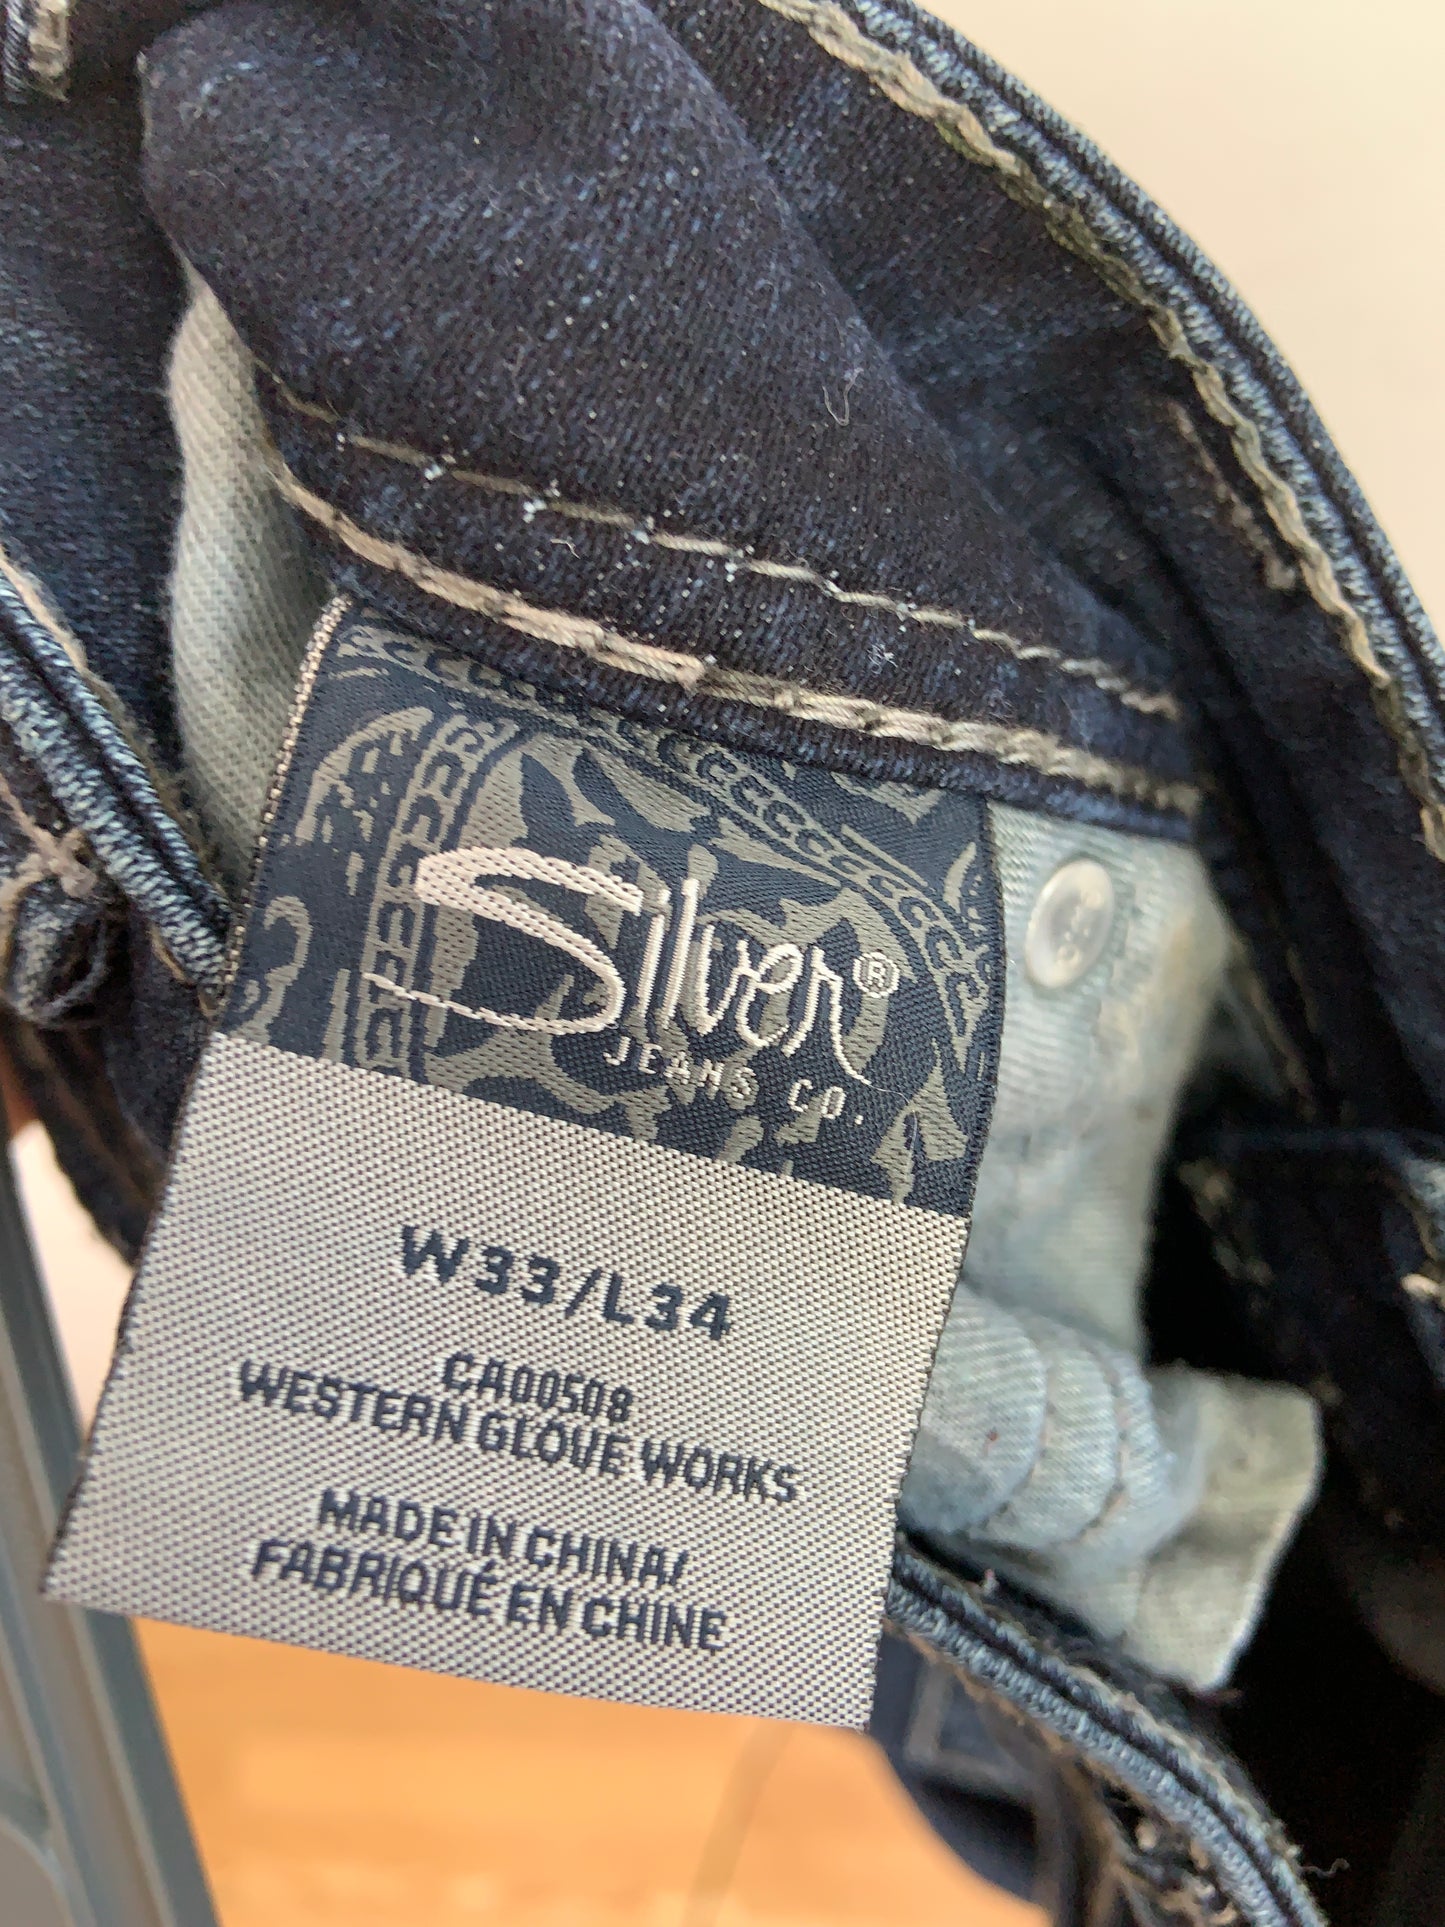 Silver®
JEANS CO.
W33/L34
CA00508
WESTERN GLOVE WORKS
MADE IN CHINA/
FABRIQUÉ EN CHINE